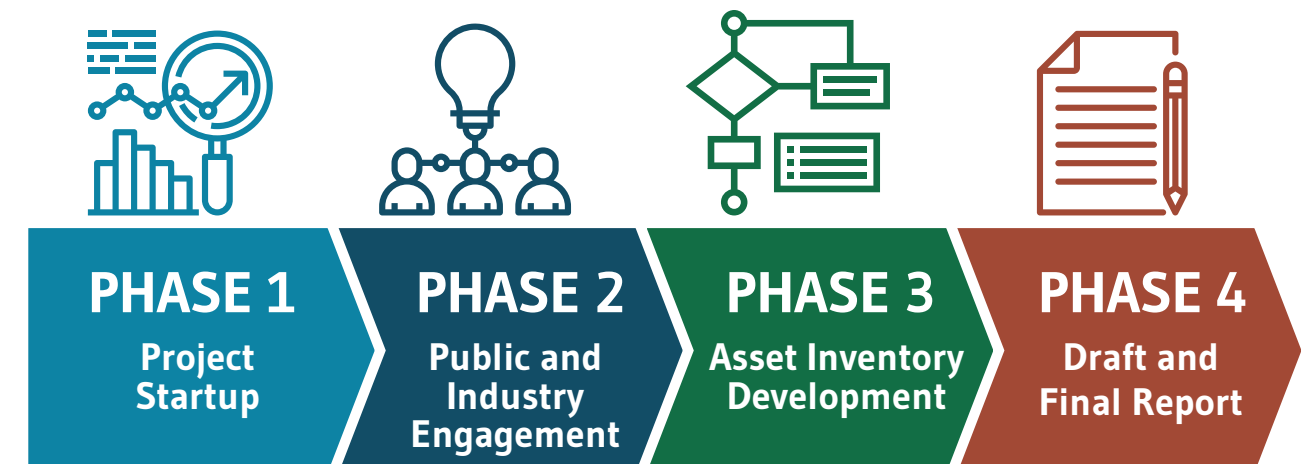 PHASE 1
Project
Startup
PHASE 2
Public and
Industry
Engagement
PHASE 3
Asset Inventory
Development
PHASE 4
Draft and
Final Report